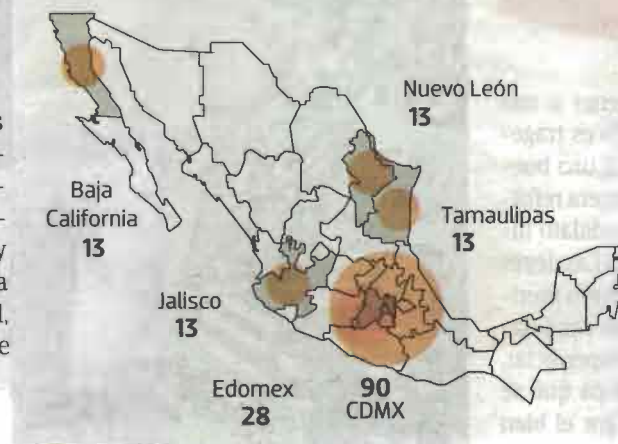 Nuevo León
13
Baja
California
13
Tamaulipas
13
Jalisco
13
Edomex
28
90
CDMX
s
y
a
l,
e